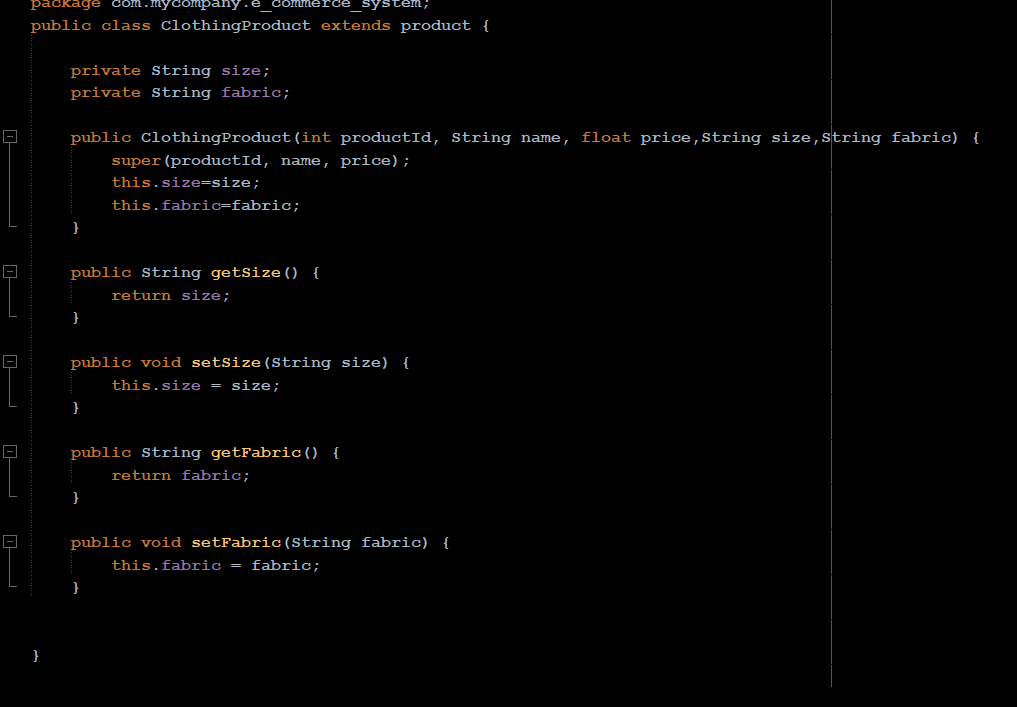 package com.mycompany.e_commerce_system;
public class ClothingProduct extends product {
private String size;
private String fabric;
public ClothingProduct(int productId, String name, float price,String size,String fabric) {
super(productId, name, price);
this.size=size;
this.fabric=fabric;
}
public String getSize() {
return size;
}
public void setSize(String size) {
this.size = size;
}
public String getFabric() {
return fabric;
}
public void setFabric(String fabric) {
this.fabric = fabric;
}
}